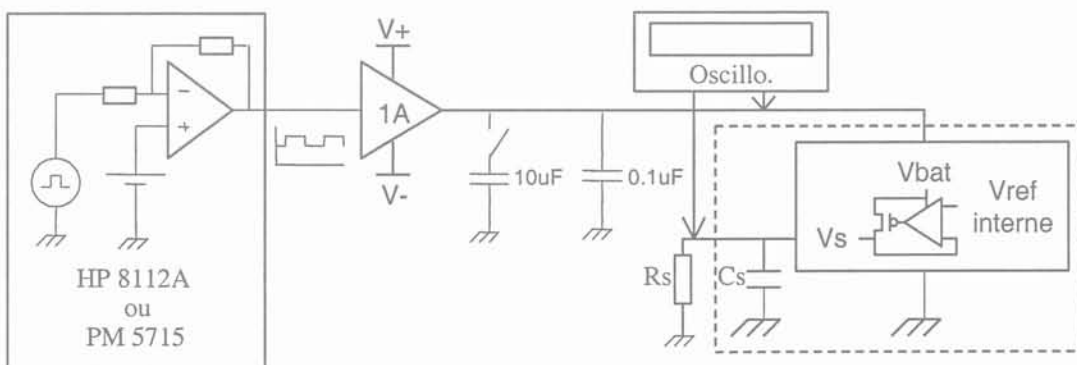 V+
1A
V-
10uF
0.1uF
Oscillo.
Vbat
Vref
interne
Vs
Rs
Cs
HP 8112A
ou
PM 5715